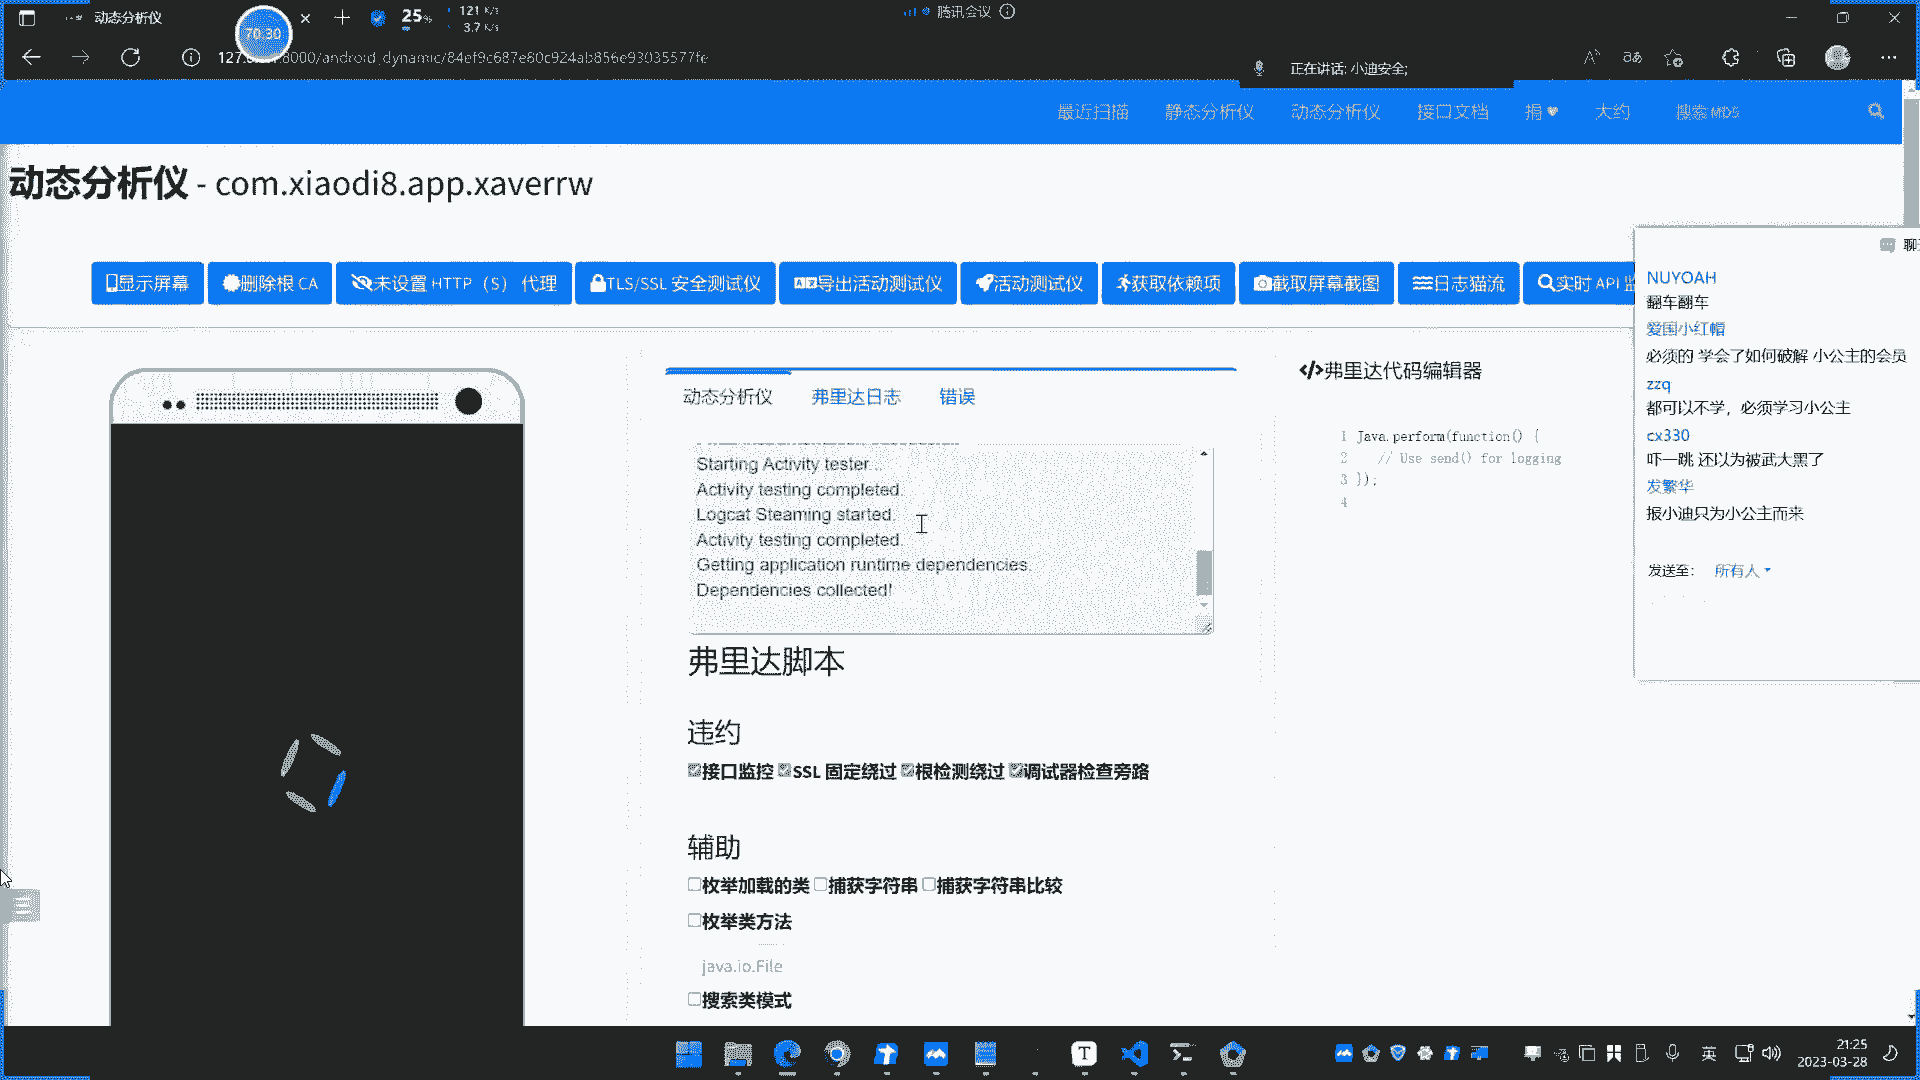 动态分析仪
70:30
25%
121 K/s
3.7 K/s
腾讯会议
正在讲话: 小迪安全;
8000/android_dynamic/84ef9c687e80c924ab856e93035577fe
最近扫描 静态分析仪 动态分析仪 接口文档 捐 大约 搜索 MD5
动态分析仪 - com.xiaodi8.app.xaverrw
显示屏幕 删除根 CA 未设置 HTTP（S）代理 TLS/SSL 安全测试仪 导出活动测试仪 活动测试仪 获取依赖项 截取屏幕截图 日志猫流 实时 API 监
动态分析仪 弗里达日志 错误
Starting Activity tester...
Activity testing completed.
Logcat Steaming started.
Activity testing completed.
Getting application runtime dependencies.
Dependencies collected!
弗里达脚本
违约
接口监控 SSL 固定绕过 根检测绕过 调试器检查旁路
辅助
枚举加载的类 捕获字符串 捕获字符串比较
枚举类方法
java.io.File
搜索类模式
弗里达代码编辑器
1 Java.perform(function() {
2 // Use send() for logging
3 });
4
聊
NUYOAH
翻车翻车
爱国小红帽
必须的 学会了如何破解 小公主的会员
zzq
都可以不学，必须学习小公主
cx330
吓一跳 还以为被武大黑了
发繁华
报小迪只为小公主而来
发送至: 所有人
英
21:25
2023-03-28